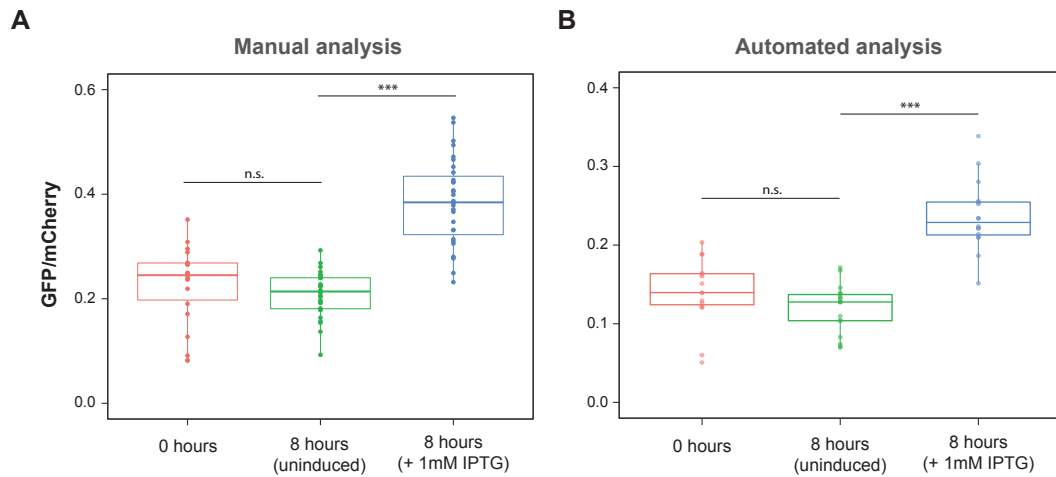 A
Manual analysis
GFP/mCherry
0.6
0.4
0.2
0.0
***
n.s.
0 hours
8 hours
(uninduced)
8 hours
(+ 1mM IPTG)
B
Automated analysis
0.4
0.3
0.2
0.1
0.0
***
n.s.
0 hours
8 hours
(uninduced)
8 hours
(+ 1mM IPTG)